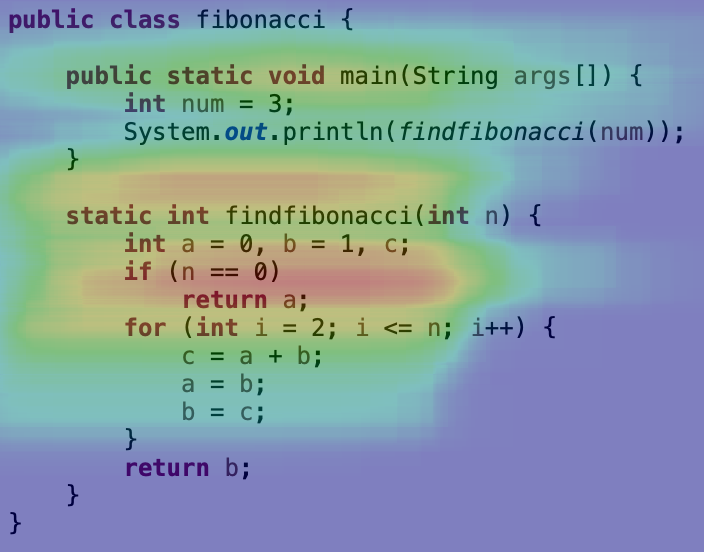 public class fibonacci {
public static void main(String args[]) {
int num = 3;
System.out.println(findfibonacci(num));
}
static int findfibonacci(int n) {
int a = 0, b = 1, c;
if (n == 0)
return a;
for (int i = 2; i <= n; i++) {
c = a + b;
a = b;
b = c;
}
return b;
}
}